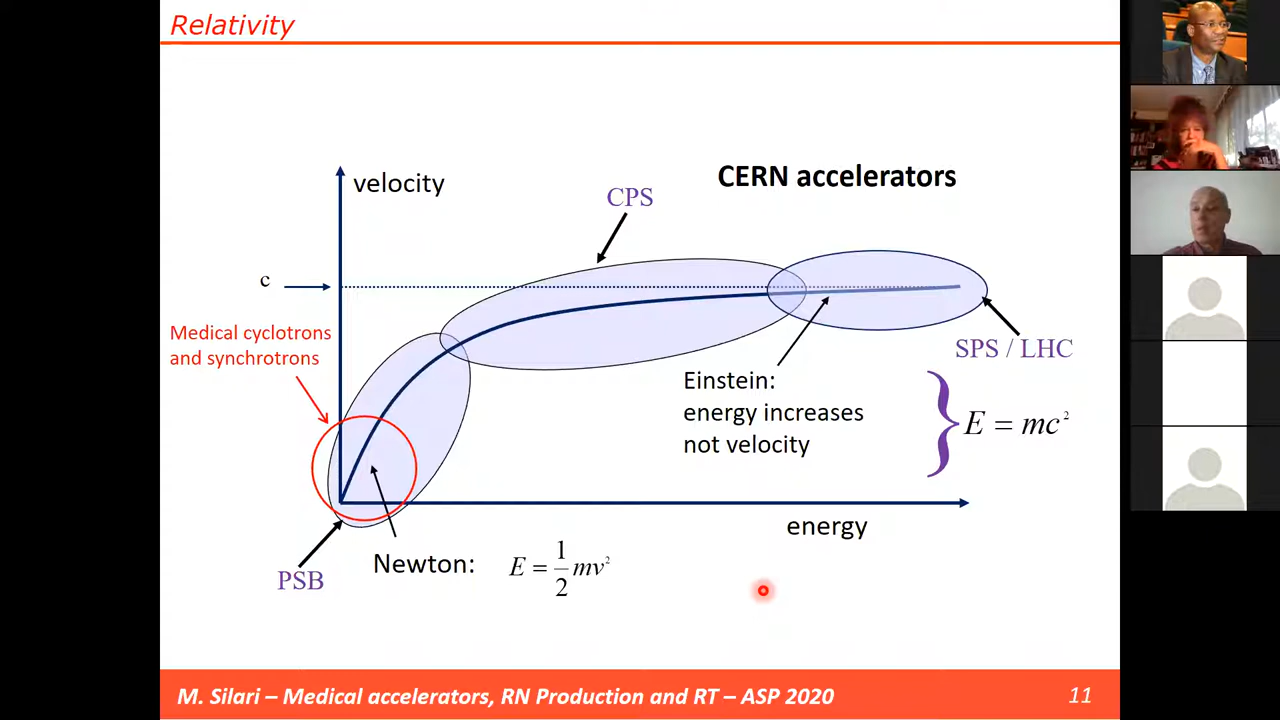 Relativity
CERN accelerators
velocity
CPS
c
Medical cyclotrons
and synchrotrons
SPS / LHC
Einstein:
energy increases
not velocity
E = mc²
energy
Newton:
E = 1/2 mv²
PSB
M. Silari – Medical accelerators, RN Production and RT – ASP 2020
11